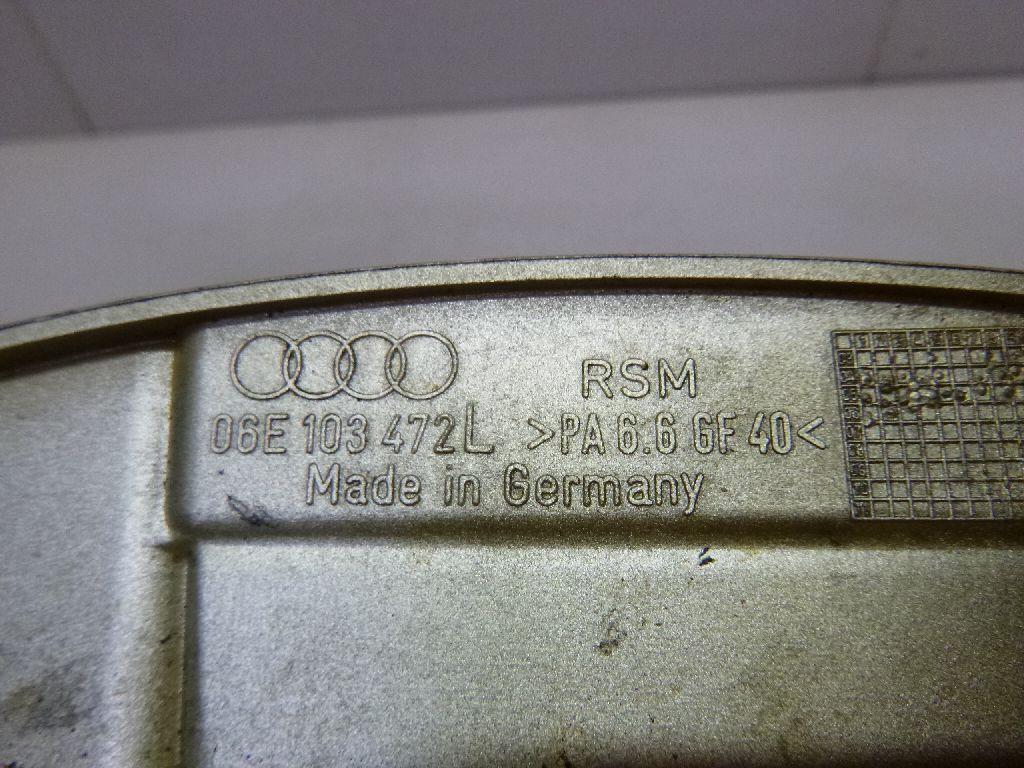 RSM
06E 103 472L >PA 6.6 GF 40<
Made in Germany